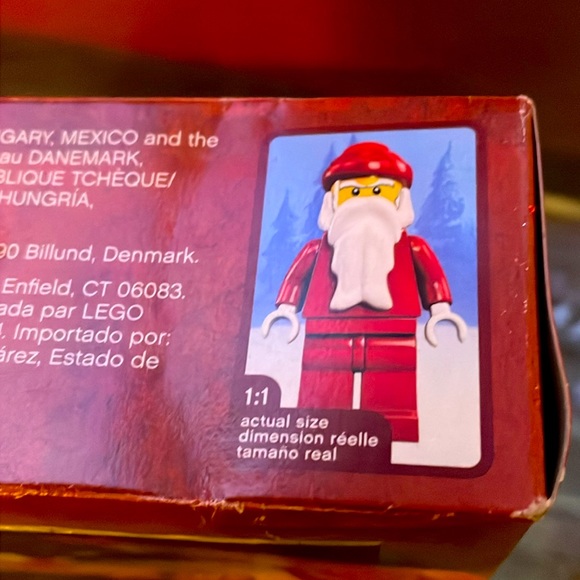 GARY, MEXICO and the
au DANEMARK,
BLIQUE TCHÈQUE/
HUNGRÍA,
90 Billund, Denmark.
Enfield, CT 06083.
ada par LEGO
. Importado por:
árez, Estado de
1:1
actual size
dimension réelle
tamaño real